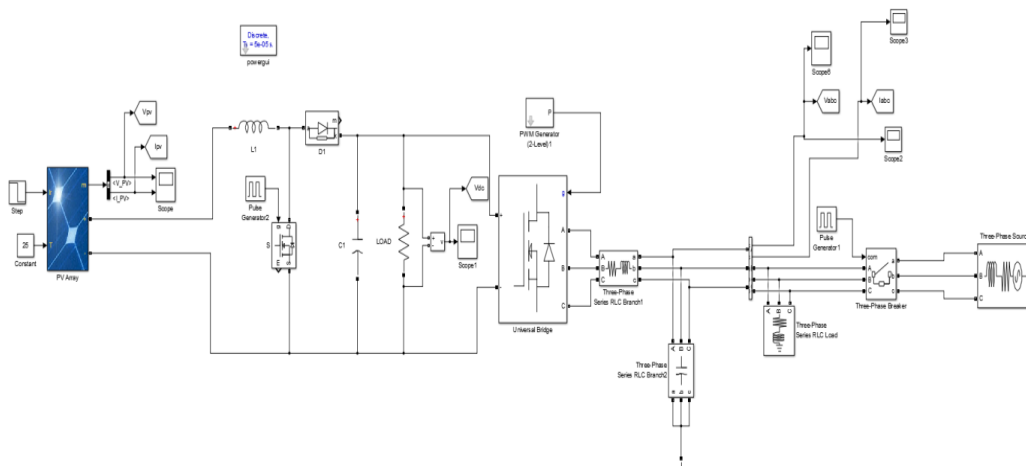 Discrete,
Ts = 5e-05 s.
powergui
Vpv
Ipv
<V_PV>
<I_PV>
Scope
Step
25
Constant
m
T
PV Array
L1
m
D1
Pulse
Generator2
S
g
D
E
S
C1
LOAD
+
-
v
Vdc
Scope1
PWM Generator
(2-Level)1
P
g
+
-
A
B
C
Universal Bridge
A
B
C
a
b
c
Three-Phase
Series RLC Branch1
A
B
C
a
b
c
Three-Phase
Series RLC Branch2
Scope6
Vabc
Scope2
Scope3
Iabc
A
B
C
Three-Phase
Series RLC Load
Pulse
Generator1
com
A
B
C
a
b
c
Three-Phase Breaker
Three-Phase Sourc
A
B
C